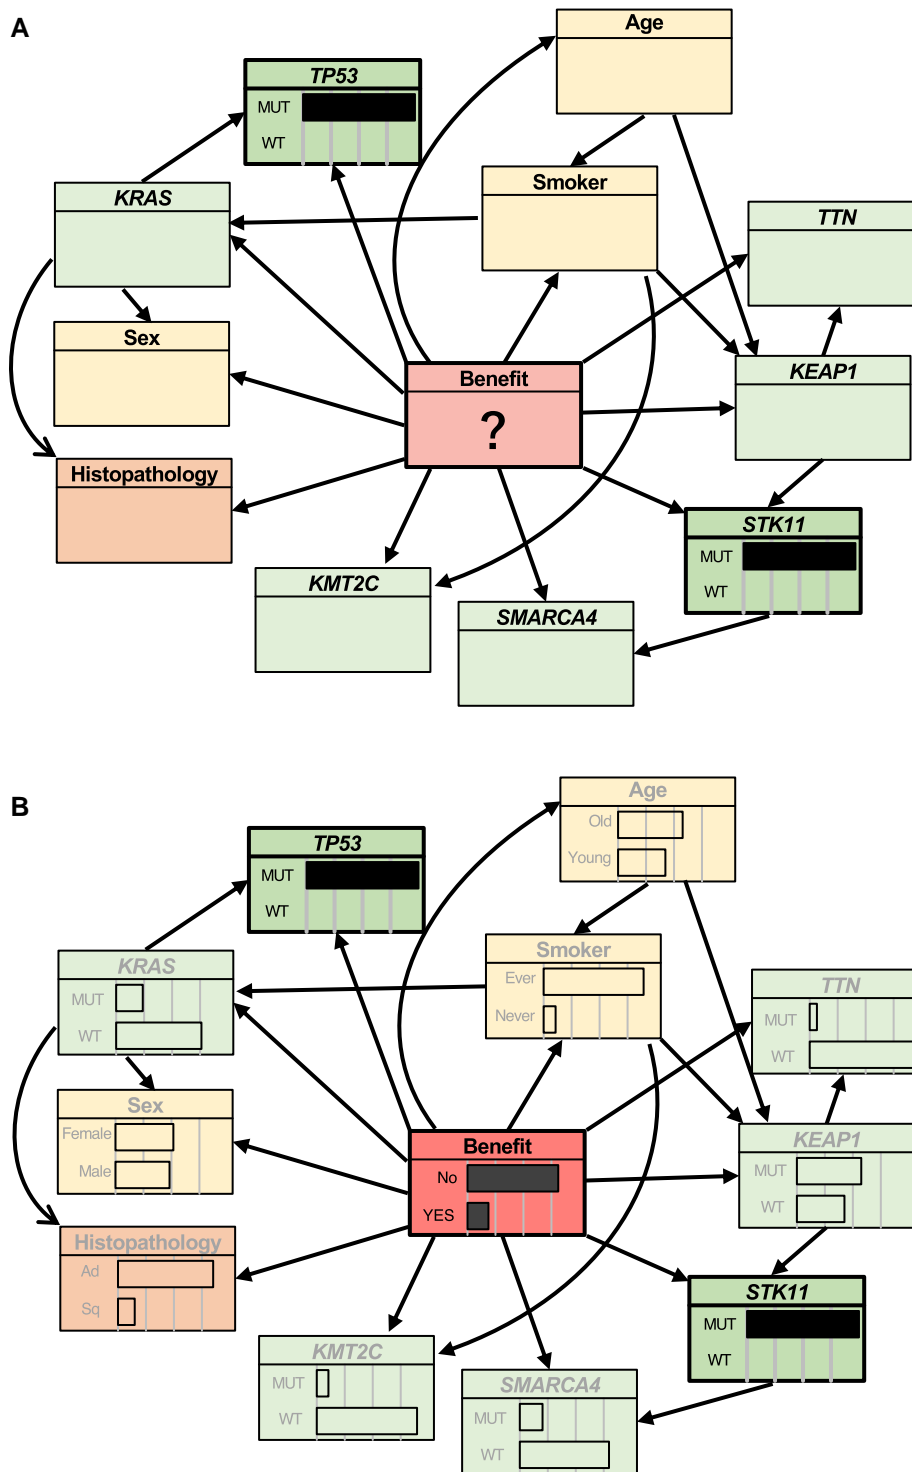 A
Age
TP53
MUT
WT
Smoker
KRAS
TTN
Sex
Benefit
?
KEAP1
Histopathology
STK11
MUT
WT
KMT2C
SMARCA4
B
Age
Old
Young
TP53
MUT
WT
Smoker
Ever
Never
KRAS
MUT
WT
TTN
MUT
WT
Sex
Female
Male
Benefit
No
YES
KEAP1
MUT
WT
Histopathology
Ad
Sq
STK11
MUT
WT
KMT2C
MUT
WT
SMARCA4
MUT
WT